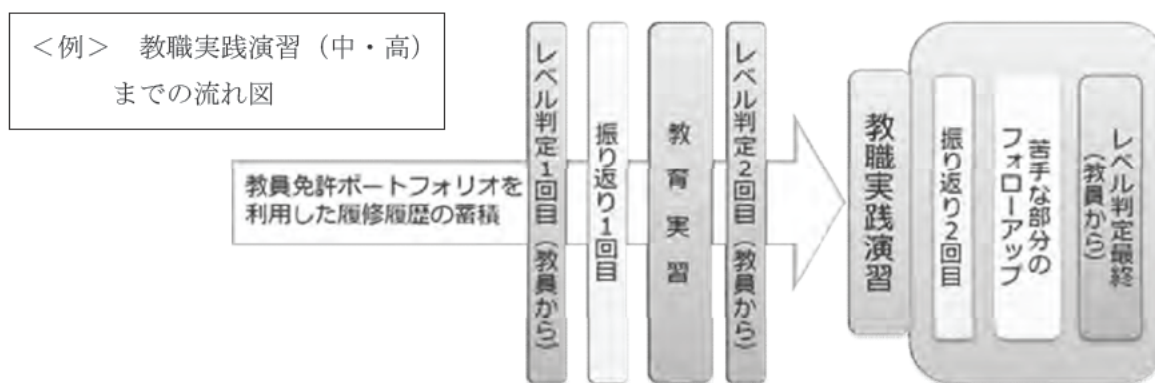 ＜例＞　教職実践演習（中・高）
までの流れ図
教員免許ポートフォリオを
利用した履修履歴の蓄積
レベル判定1回目（教員から）
振り返り1回目
教育実習
レベル判定2回目（教員から）
教職実践演習
振り返り2回目
苦手な部分の
フォローアップ
レベル判定最終
（教員から）